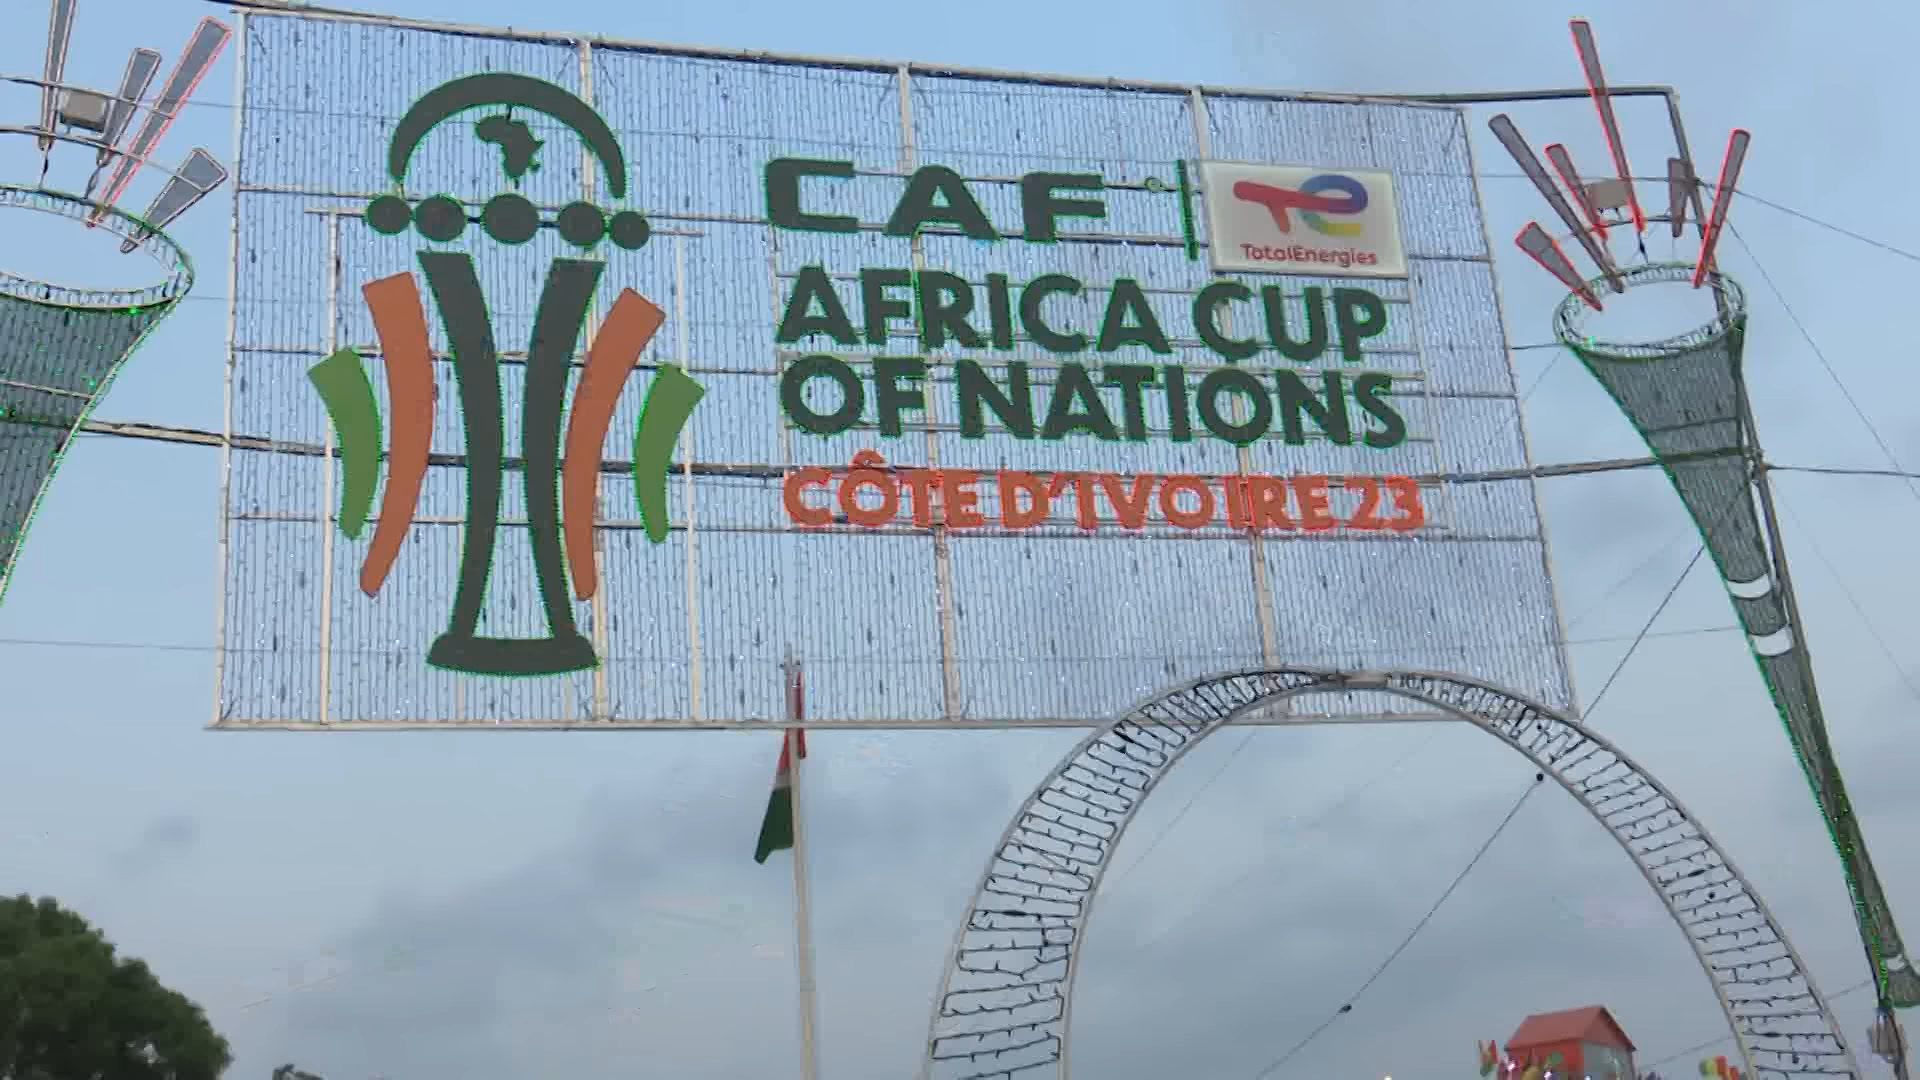 CAF
TotalEnergies
AFRICA CUP
OF NATIONS
CÔTE D'IVOIRE 23